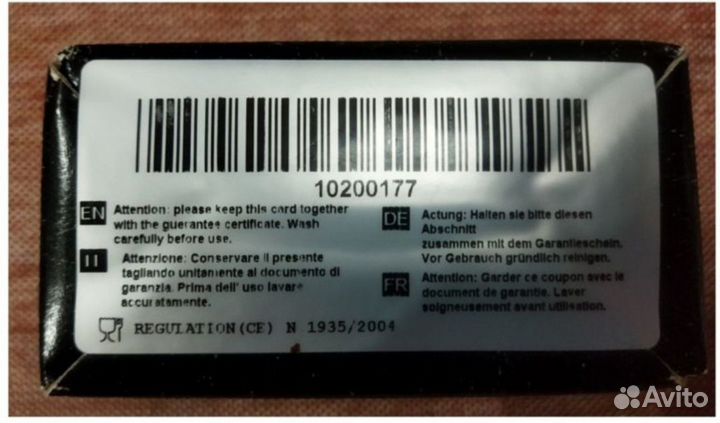 10200177
EN Attention: please keep this card together
with the guerantee certificate. Wash
carefully before use.
IT Attenzione: Conservare il presente
tagliando unitamente al documento di
garanzia. Prima dell' uso lavare
accuratamente.
DE Actung: Halten sie bitte diesen
Abschnitt
zusammen mit dem Garantieschein.
Vor Gebrauch gründlich reinigen.
FR Attention: Garder ce coupon avec le
document de garantie. Laver
soigneusement avant utilisation.
REGULATION(CE) N 1935/2004
Avito